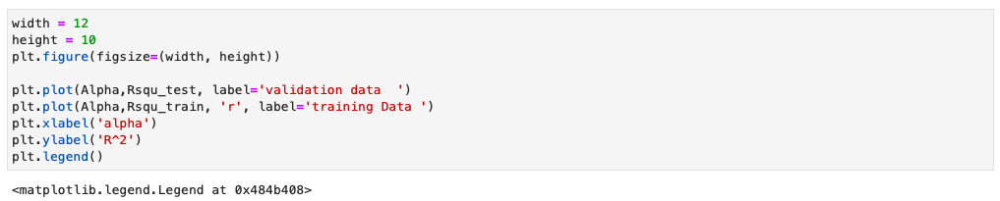 width = 12
height = 10
plt.figure(figsize=(width, height))
plt.plot(Alpha,Rsqu_test, label='validation data  ')
plt.plot(Alpha,Rsqu_train, 'r', label='training Data ')
plt.xlabel('alpha')
plt.ylabel('R^2')
plt.legend()
<matplotlib.legend.Legend at 0x484b408>